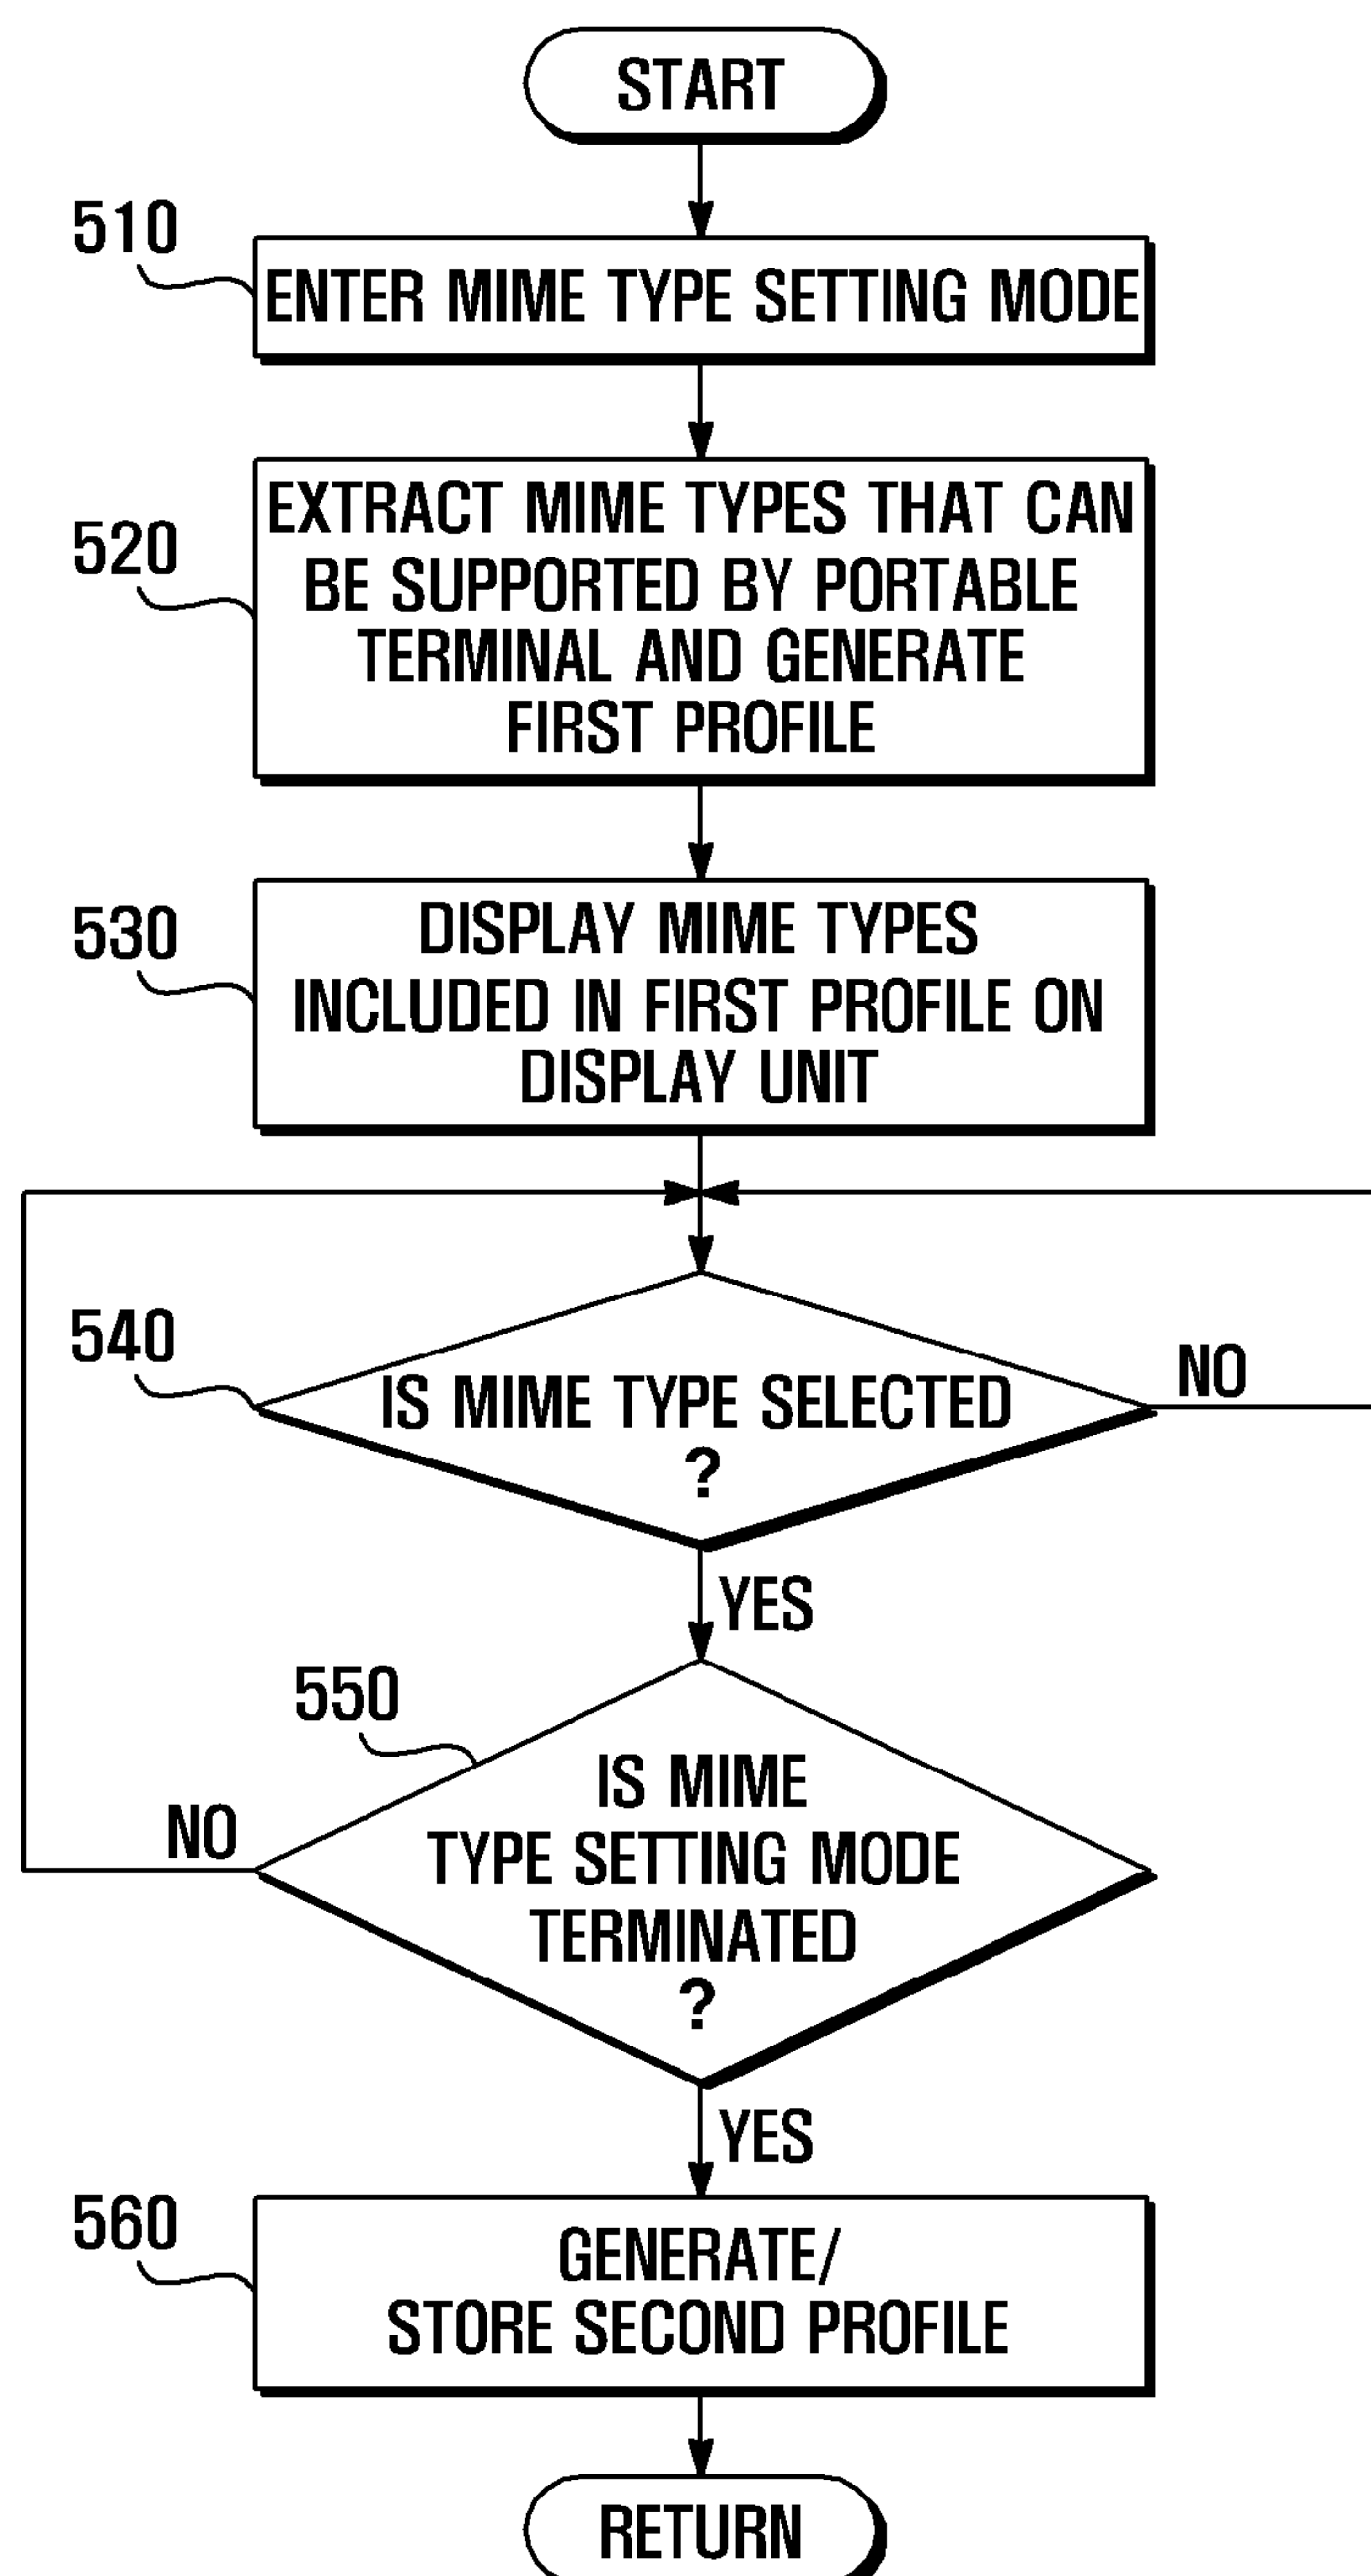 START
510
ENTER MIME TYPE SETTING MODE
520
EXTRACT MIME TYPES THAT CAN
BE SUPPORTED BY PORTABLE
TERMINAL AND GENERATE
FIRST PROFILE
530
DISPLAY MIME TYPES
INCLUDED IN FIRST PROFILE ON
DISPLAY UNIT
540
IS MIME TYPE SELECTED
?
NO
YES
550
IS MIME
TYPE SETTING MODE
TERMINATED
?
NO
YES
560
GENERATE/
STORE SECOND PROFILE
RETURN